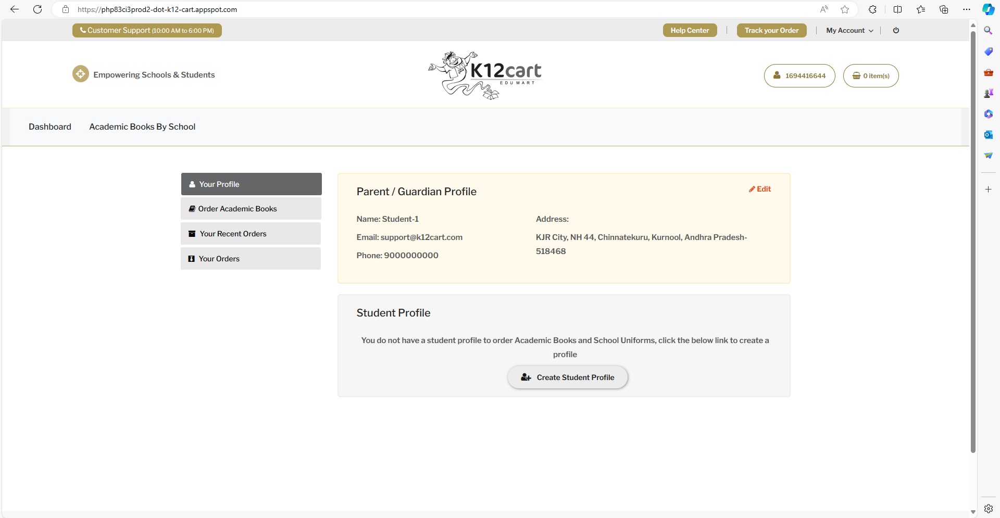 https://php83ci3prod2-dot-k12-cart.appspot.com
Customer Support (10:00 AM to 6:00 PM)
Help Center
Track your Order
My Account
Empowering Schools & Students
K12cart
EDUMART
1694416644
0 item(s)
Dashboard
Academic Books By School
Your Profile
Order Academic Books
Your Recent Orders
Your Orders
Parent / Guardian Profile
Edit
Name: Student-1
Email: support@k12cart.com
Phone: 9000000000
Address:
KJR City, NH 44, Chinnatekuru, Kurnool, Andhra Pradesh-
518468
Student Profile
You do not have a student profile to order Academic Books and School Uniforms, click the below link to create a
profile
Create Student Profile